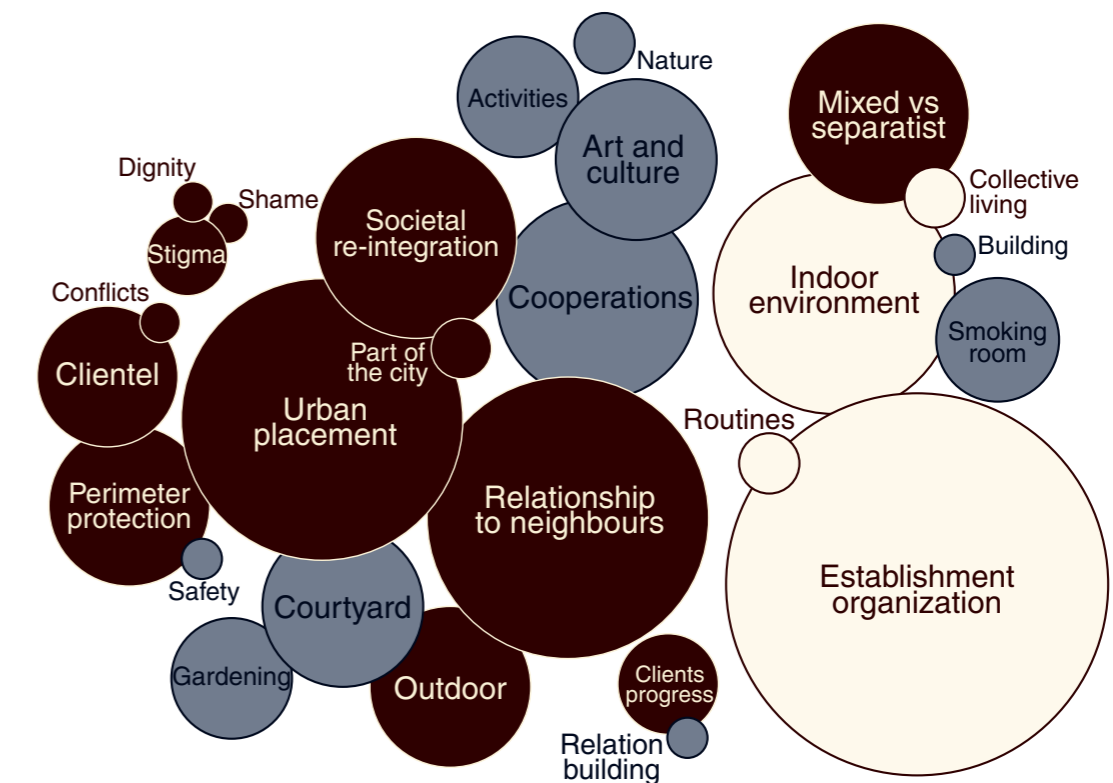 Nature
Activities
Mixed vs
separatist
Art and
culture
Dignity
Shame
Collective
living
Societal
re-integration
Stigma
Building
Conflicts
Cooperations
Indoor
environment
Smoking
room
Part of
the city
Clientel
Urban
placement
Routines
Perimeter
protection
Relationship
to neighbours
Safety
Establishment
organization
Courtyard
Gardening
Outdoor
Clients
progress
Relation
building